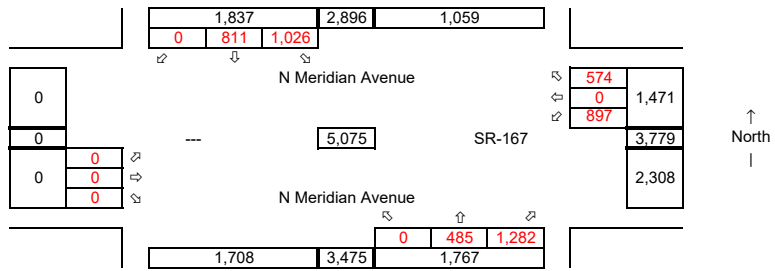 1,837 2,896 1,059
0 811 1,026
⬃ ⇩ ⬂
N Meridian Avenue
⬁ 574
0 ⇦ 0 1,471 ↑
⬃ 897
0 --- 5,075 SR-167 3,779 North
0 ⬀ |
0 0 ⇨ 2,308
0 ⬂
N Meridian Avenue
⬁ ⇧ ⬀
0 485 1,282
1,708 3,475 1,767